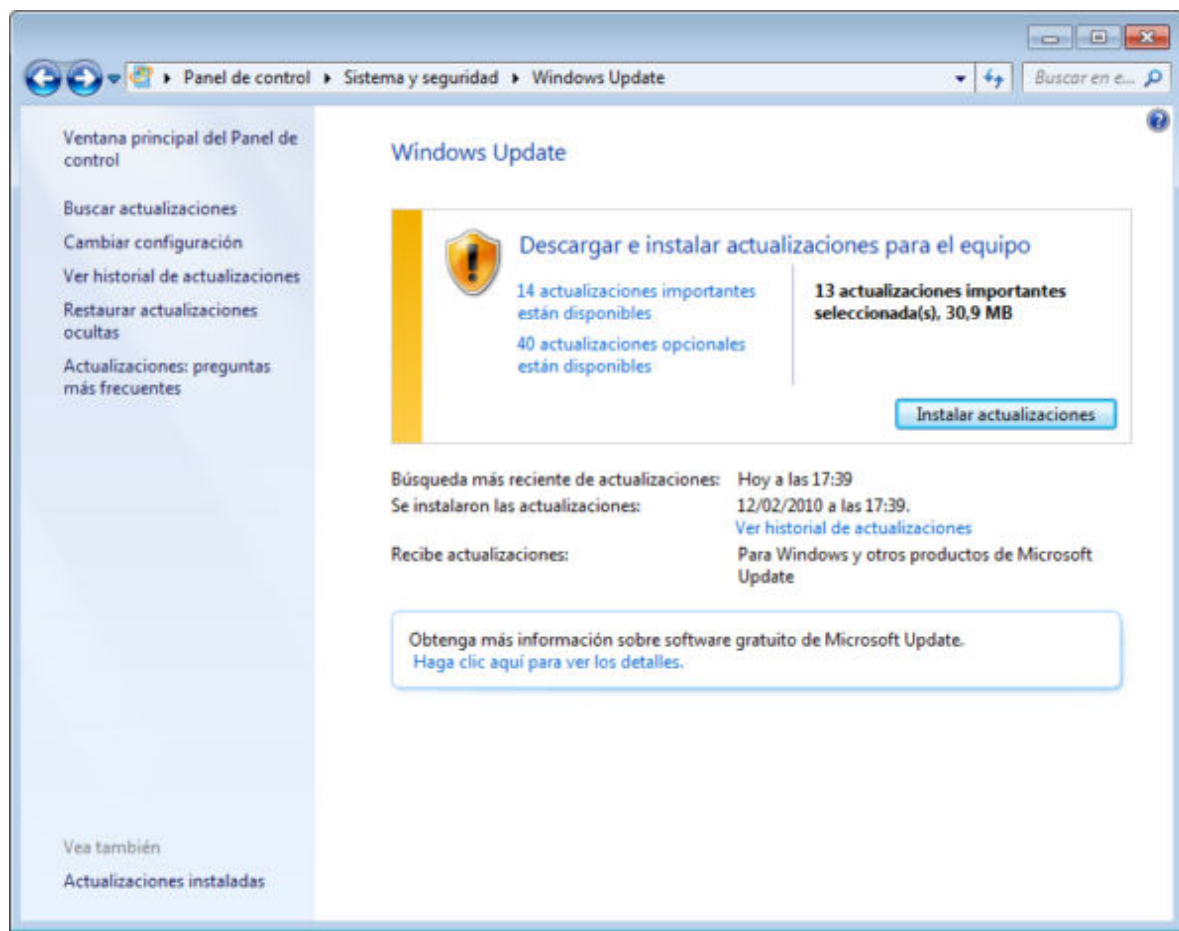 Panel de control ▸ Sistema y seguridad ▸ Windows Update
Buscar en e...
Ventana principal del Panel de
control
Buscar actualizaciones
Cambiar configuración
Ver historial de actualizaciones
Restaurar actualizaciones
ocultas
Actualizaciones: preguntas
más frecuentes
Vea también
Actualizaciones instaladas
Windows Update
Descargar e instalar actualizaciones para el equipo
14 actualizaciones importantes
están disponibles
40 actualizaciones opcionales
están disponibles
13 actualizaciones importantes
seleccionada(s), 30,9 MB
Instalar actualizaciones
Búsqueda más reciente de actualizaciones: Hoy a las 17:39
Se instalaron las actualizaciones: 12/02/2010 a las 17:39.
Ver historial de actualizaciones
Recibe actualizaciones: Para Windows y otros productos de Microsoft
Update
Obtenga más información sobre software gratuito de Microsoft Update.
Haga clic aquí para ver los detalles.